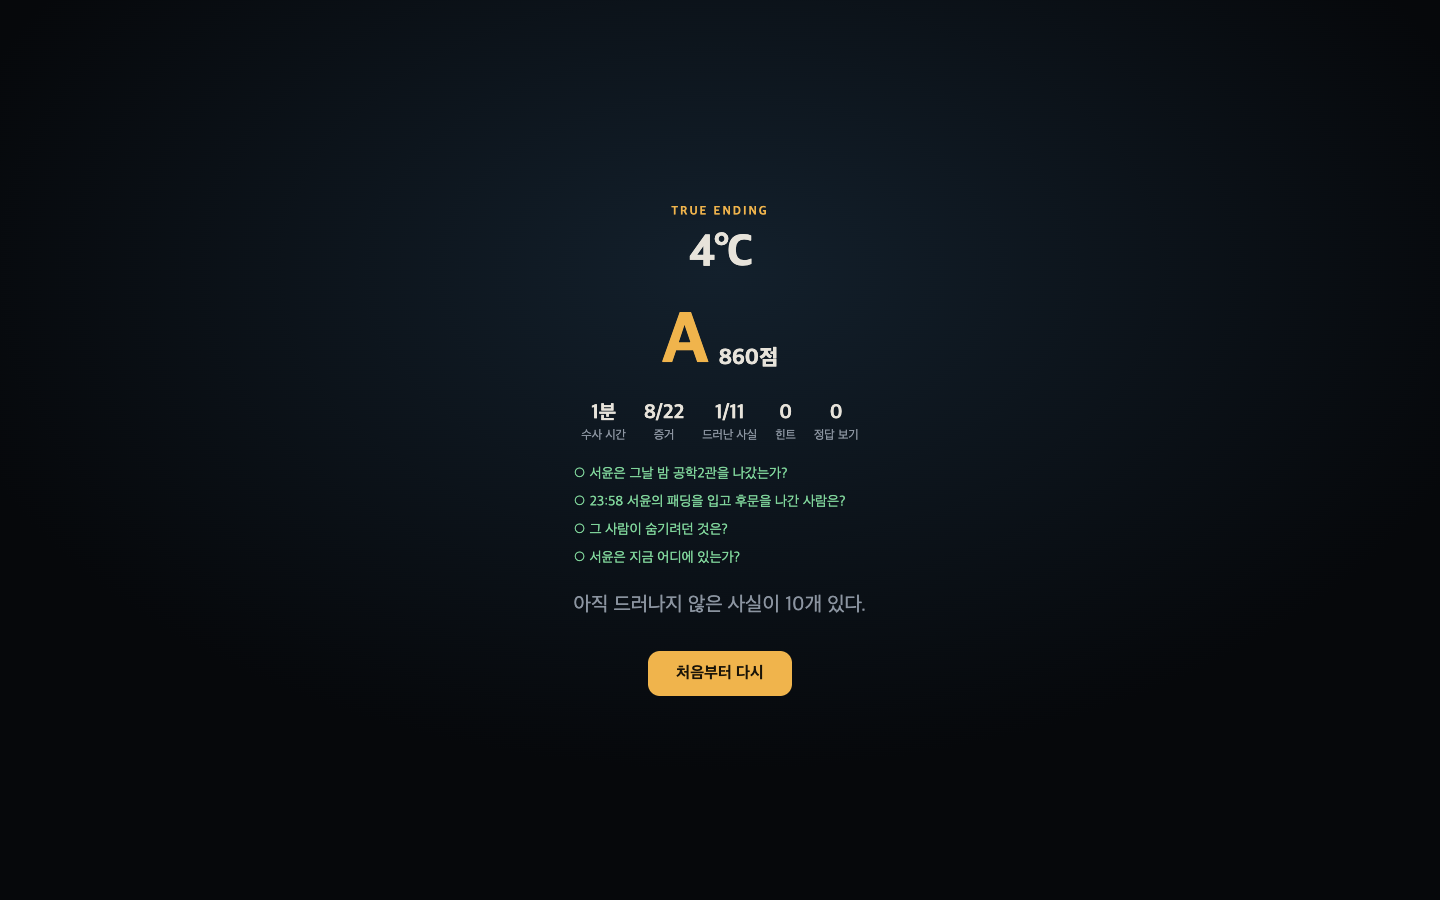 TRUE ENDING
4℃
A 860점
1분 8/22 1/11 0 0
수사 시간 증거 드러난 사실 힌트 정답 보기
○ 서윤은 그날 밤 공학2관을 나갔는가?
○ 23:58 서윤의 패딩을 입고 후문을 나간 사람은?
○ 그 사람이 숨기려던 것은?
○ 서윤은 지금 어디에 있는가?
아직 드러나지 않은 사실이 10개 있다.
처음부터 다시